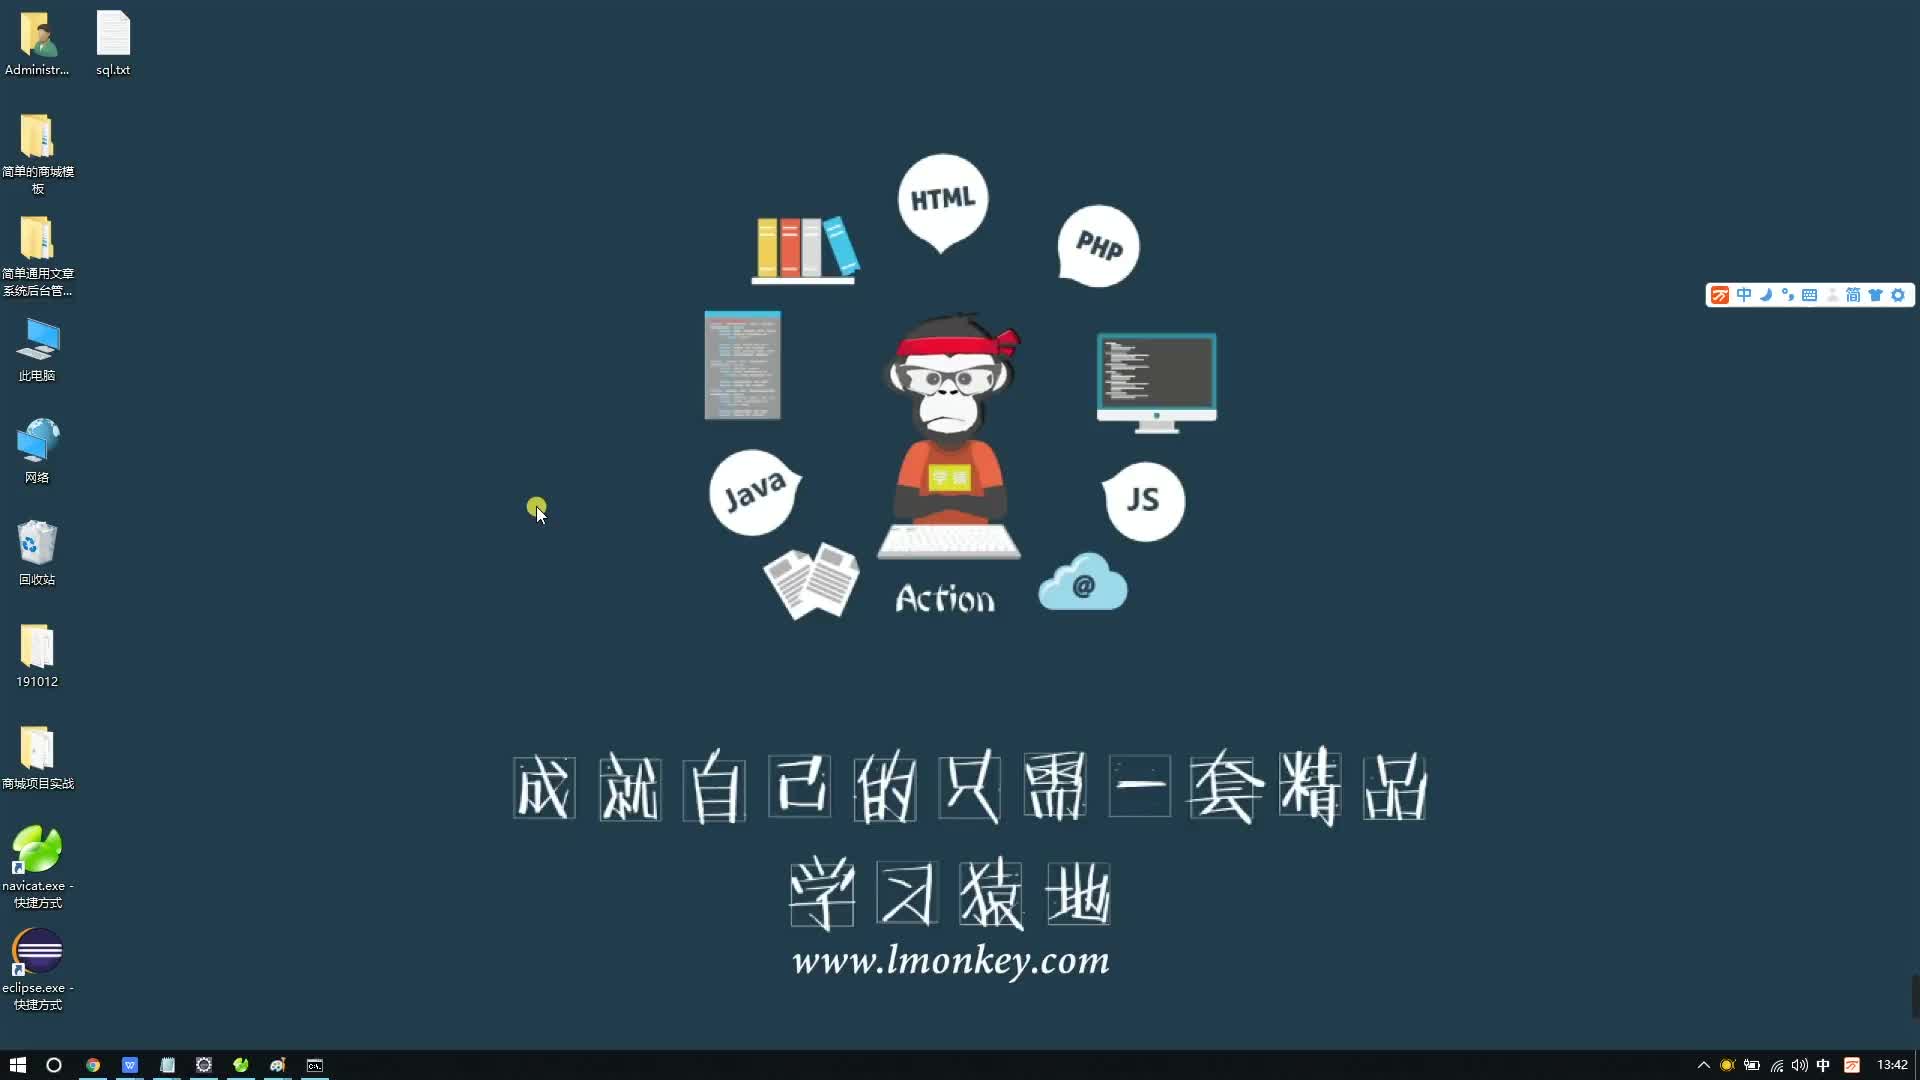 Administr...
sql.txt
简单的商城模
板
简单通用文章
系统后台管...
此电脑
网络
回收站
191012
商城项目实战
navicat.exe -
快捷方式
eclipse.exe -
快捷方式
HTML
PHP
Java
JS
@
Action
成就自己的只需一套精品
学习猿地
www.lmonkey.com
中
简
中
13:42